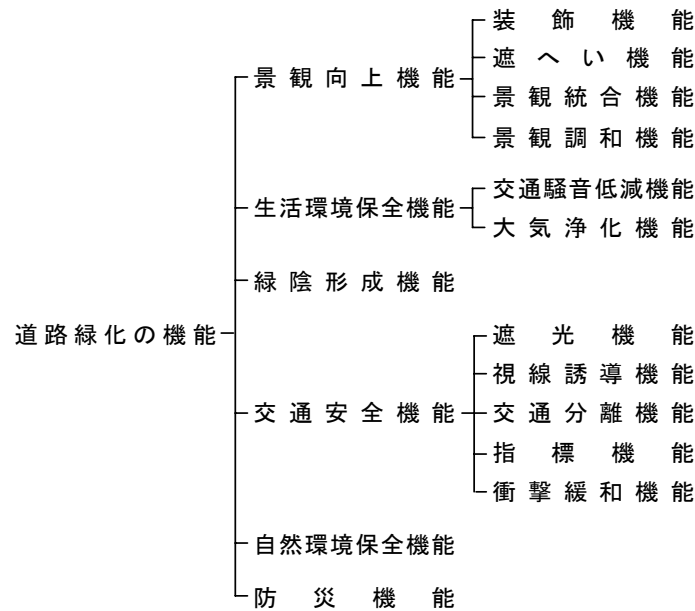 道路緑化の機能
景観向上機能
装飾機能
遮へい機能
景観統合機能
景観調和機能
生活環境保全機能
交通騒音低減機能
大気浄化機能
緑陰形成機能
交通安全機能
遮光機能
視線誘導機能
交通分離機能
指標機能
衝撃緩和機能
自然環境保全機能
防災機能